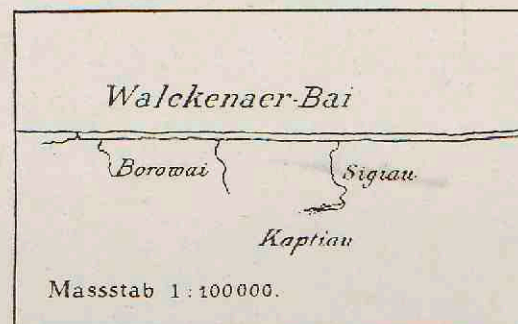 Walckenaer-Bai
Borowai
Sigiau
Kaptiau
Massstab 1:100000.